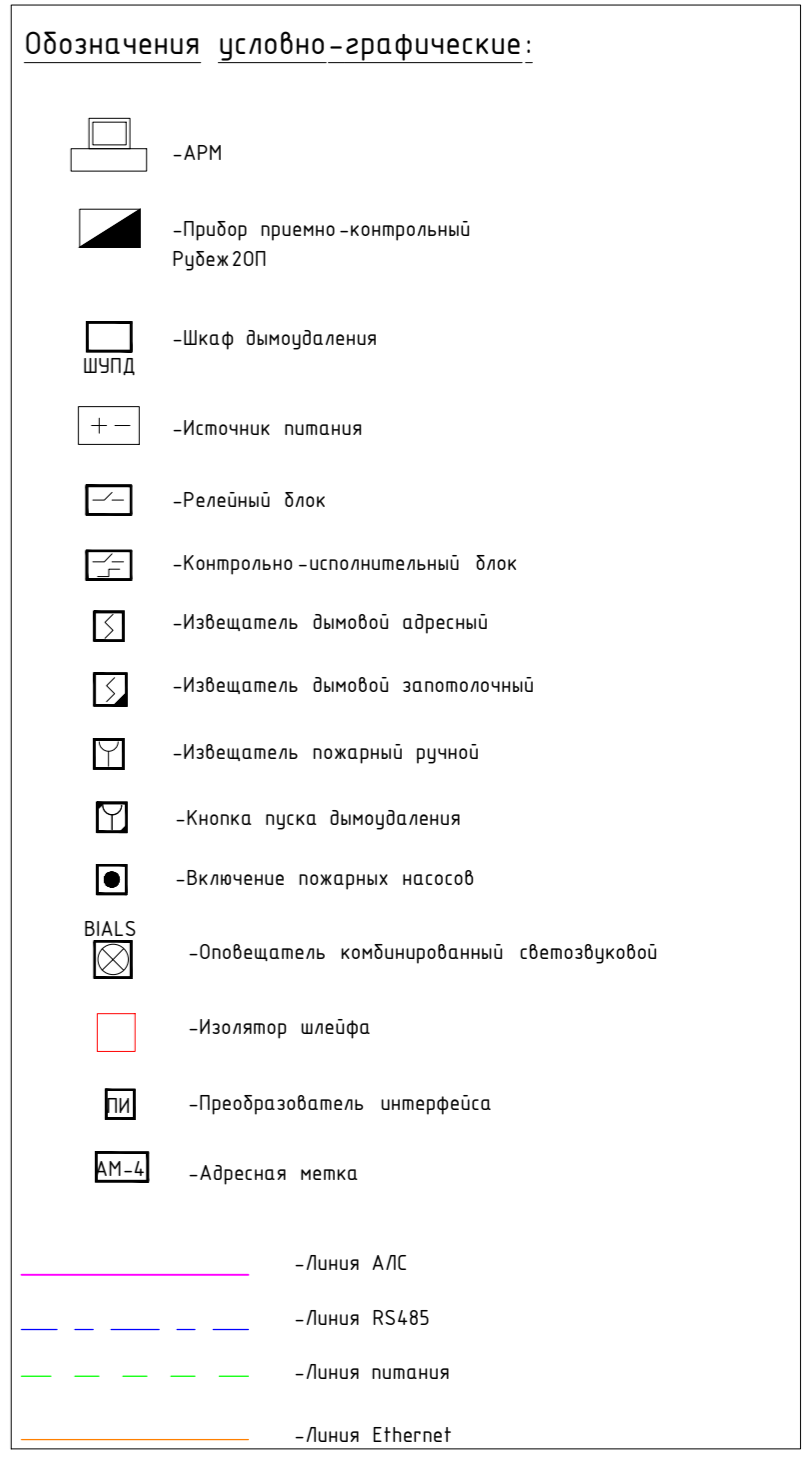 Обозначения условно-графические:
-АРМ
-Прибор приемно-контрольный
Рубеж2ОП
-Шкаф дымоудаления
ШУПД
+ -
-Источник питания
-Релейный блок
-Контрольно-исполнительный блок
-Извещатель дымовой адресный
-Извещатель дымовой запотолочный
-Извещатель пожарный ручной
-Кнопка пуска дымоудаления
-Включение пожарных насосов
BIALS
-Оповещатель комбинированный светозвуковой
-Изолятор шлейфа
ПИ -Преобразователь интерфейса
АМ-4 -Адресная метка
-Линия АЛС
-Линия RS485
-Линия питания
-Линия Ethernet